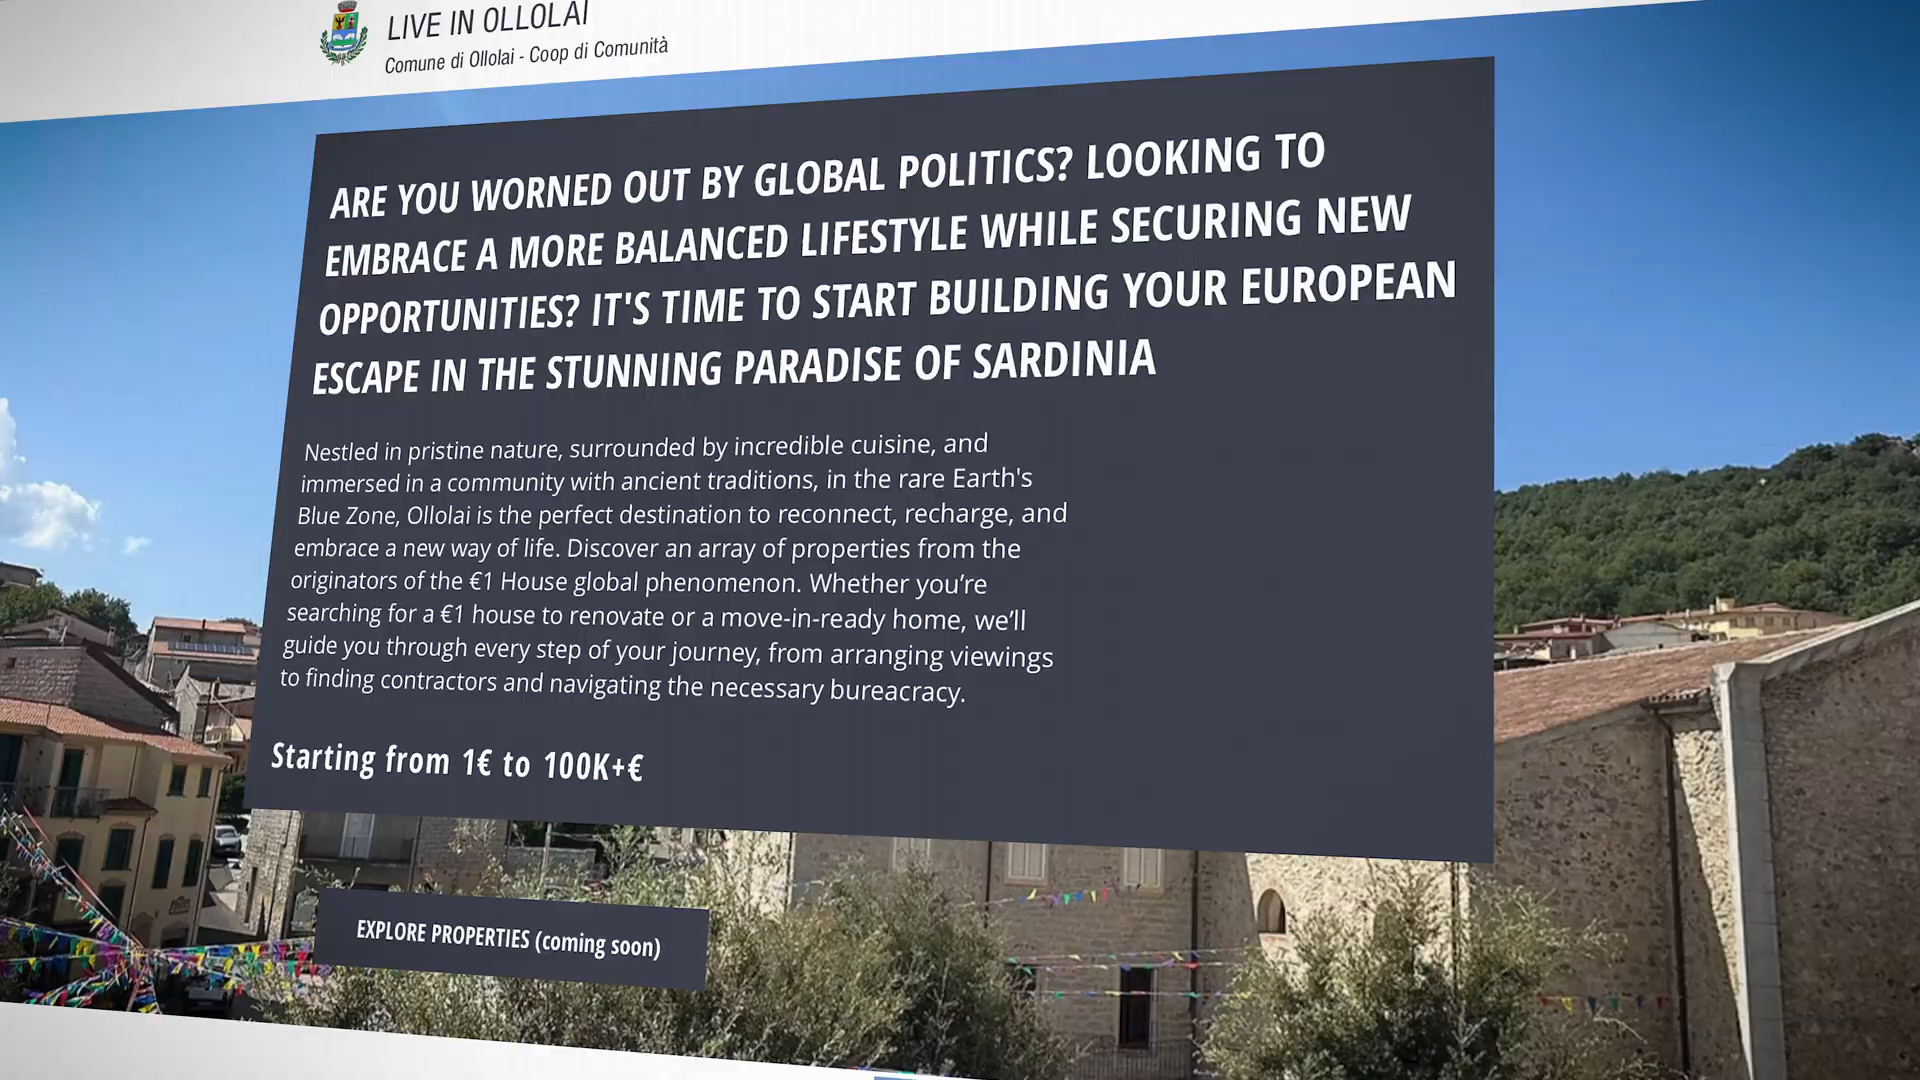 LIVE IN OLLOLAI
Comune di Ollolai - Coop di Comunità
ARE YOU WORNED OUT BY GLOBAL POLITICS? LOOKING TO
EMBRACE A MORE BALANCED LIFESTYLE WHILE SECURING NEW
OPPORTUNITIES? IT'S TIME TO START BUILDING YOUR EUROPEAN
ESCAPE IN THE STUNNING PARADISE OF SARDINIA
Nestled in pristine nature, surrounded by incredible cuisine, and
immersed in a community with ancient traditions, in the rare Earth's
Blue Zone, Ollolai is the perfect destination to reconnect, recharge, and
embrace a new way of life. Discover an array of properties from the
originators of the €1 House global phenomenon. Whether you’re
searching for a €1 house to renovate or a move-in-ready home, we’ll
guide you through every step of your journey, from arranging viewings
to finding contractors and navigating the necessary bureacracy.
Starting from 1€ to 100K+€
EXPLORE PROPERTIES (coming soon)